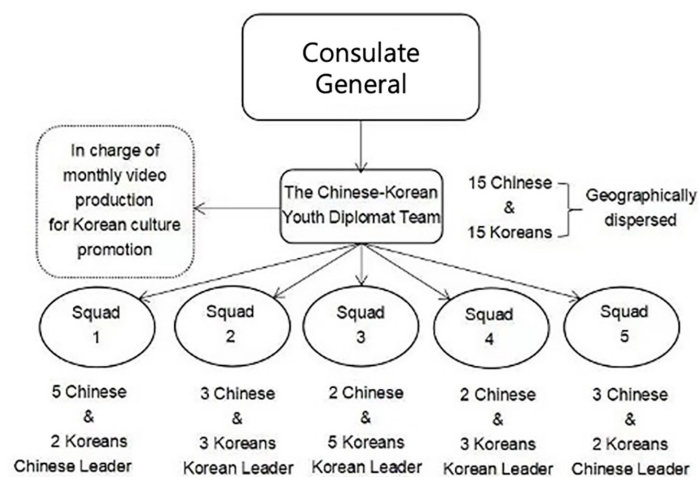 Consulate
General
In charge of
monthly video
production
for Korean culture
promotion
The Chinese-Korean
Youth Diplomat Team
15 Chinese
&
15 Koreans
Geographically
dispersed
Squad
1
Squad
2
Squad
3
Squad
4
Squad
5
5 Chinese
&
2 Koreans
Chinese Leader
3 Chinese
&
3 Koreans
Korean Leader
2 Chinese
&
5 Koreans
Korean Leader
2 Chinese
&
3 Koreans
Korean Leader
3 Chinese
&
2 Koreans
Chinese Leader